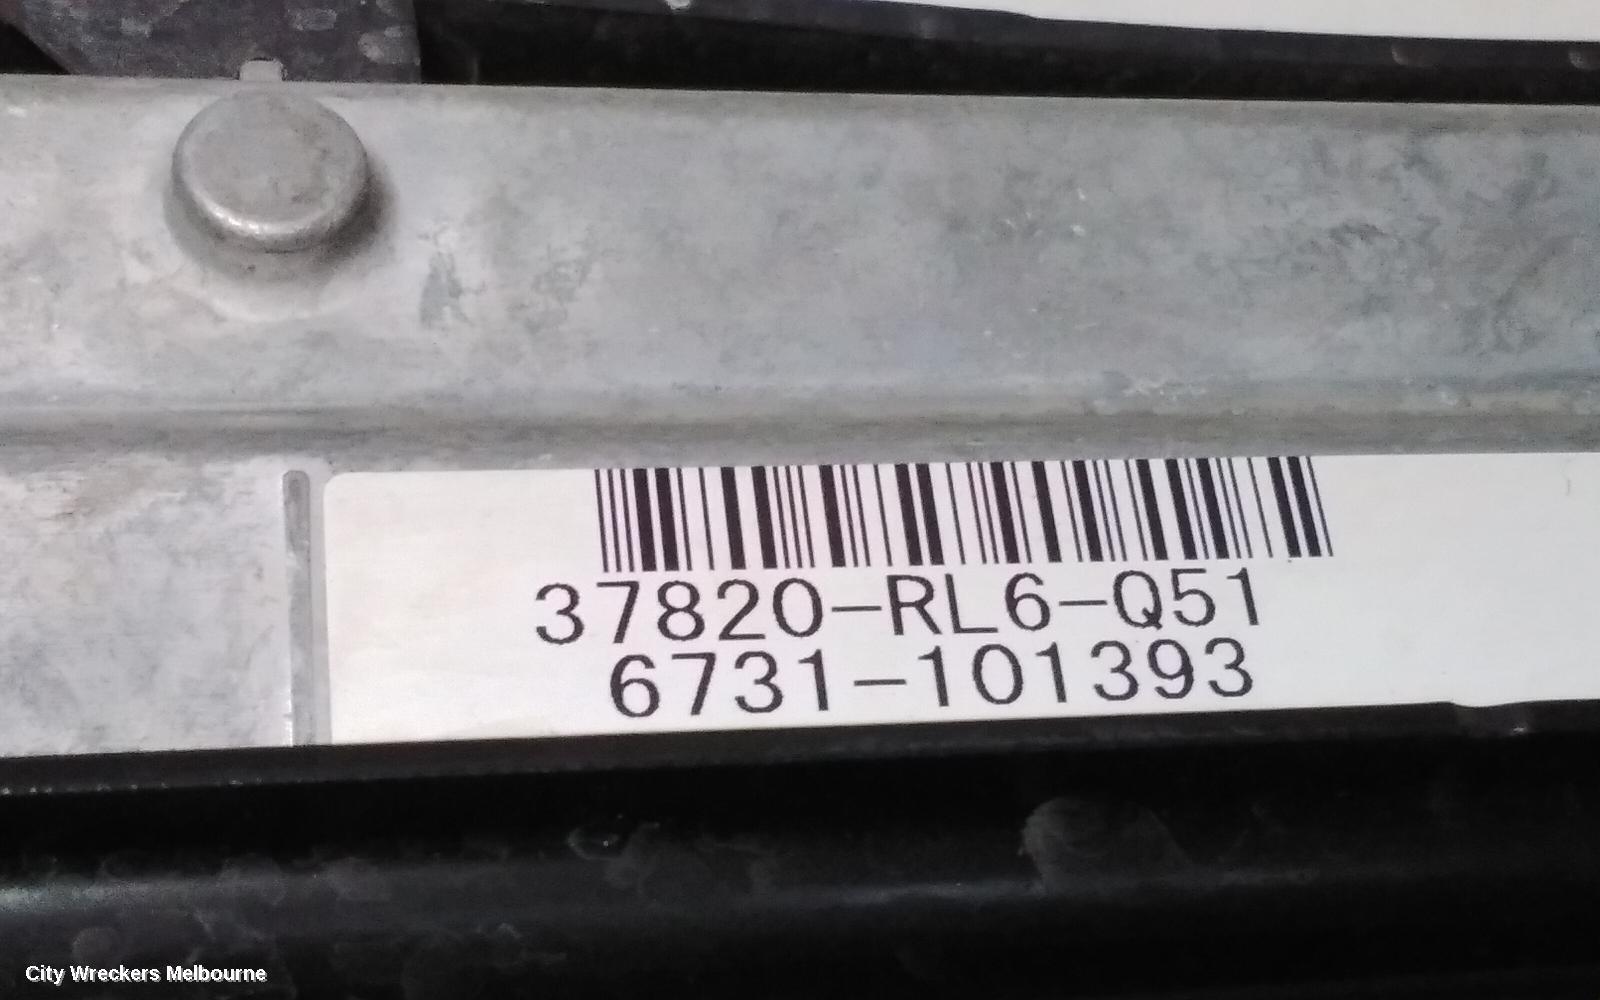 37820-RL6-Q51
6731-101393
City Wreckers Melbourne